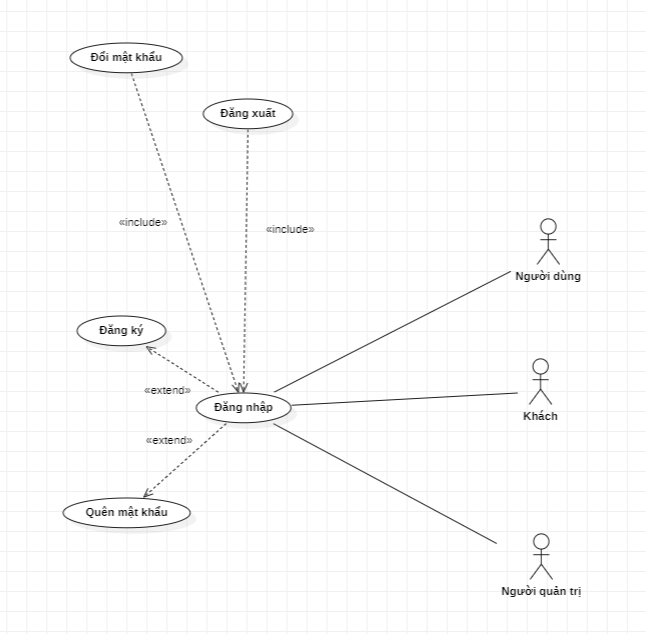 Đổi mật khẩu
Đăng xuất
«include»
«include»
Người dùng
Đăng ký
«extend»
Đăng nhập
Khách
«extend»
Quên mật khẩu
Người quản trị